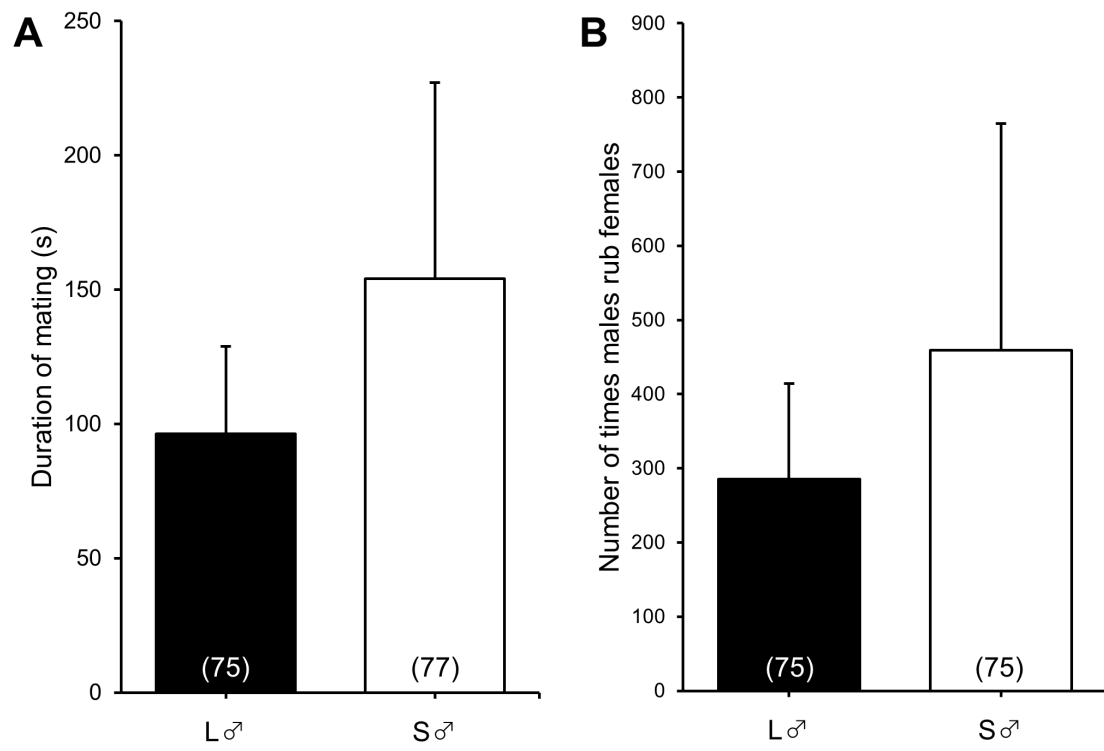 A
Duration of mating (s)
250
200
150
100
50
0
(75)
(77)
L♂
S♂
B
Number of times males rub females
900
800
700
600
500
400
300
200
100
0
(75)
(75)
L♂
S♂